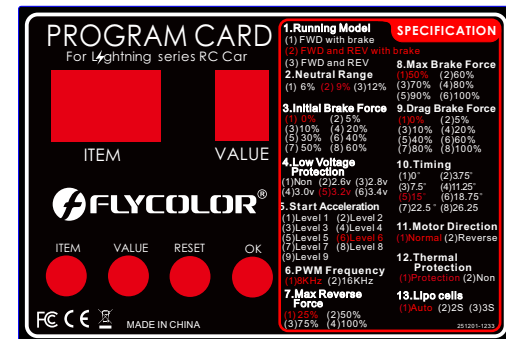 PROGRAM CARD
For Lightning series RC Car
ITEM
VALUE
FLYCOLOR®
ITEM
VALUE
RESET
OK
FC CE
MADE IN CHINA
SPECIFICATION
1.Running Model
(1) FWD with brake
(2) FWD and REV with brake
(3) FWD and REV
2.Neutral Range
(1) 6% (2) 9% (3)12%
3.Initial Brake Force
(1) 0% (2) 5%
(3)10% (4) 20%
(5) 30% (6) 40%
(7) 50% (8) 60%
4.Low Voltage
Protection
(1)Non (2)2.6v (3)2.8v
(4)3.0v (5)3.2v (6)3.4v
5.Start Acceleration
(1)Level 1 (2)Level 2
(3)Level 3 (4)Level 4
(5)Level 5 (6)Level 6
(7)Level 7 (8)Level 8
(9)Level 9
6.PWM Frequency
(1)8KHz (2)16KHz
7.Max Reverse
Force
(1) 25% (2)50%
(3)75% (4)100%
8.Max Brake Force
(1)50% (2)60%
(3)70% (4)80%
(5)90% (6)100%
9.Drag Brake Force
(1)0% (2)5%
(3)10% (4)20%
(5)40% (6)60%
(7)80% (8)100%
10.Timing
(1)0° (2)3.75°
(3)7.5° (4)11.25°
(5)15° (6)18.75°
(7)22.5° (8)26.25
11.Motor Direction
(1)Normal (2)Reverse
12.Thermal
Protection
(1)Protection (2)Non
13.Lipo cells
(1)Auto (2)2S (3)3S
251201-1233